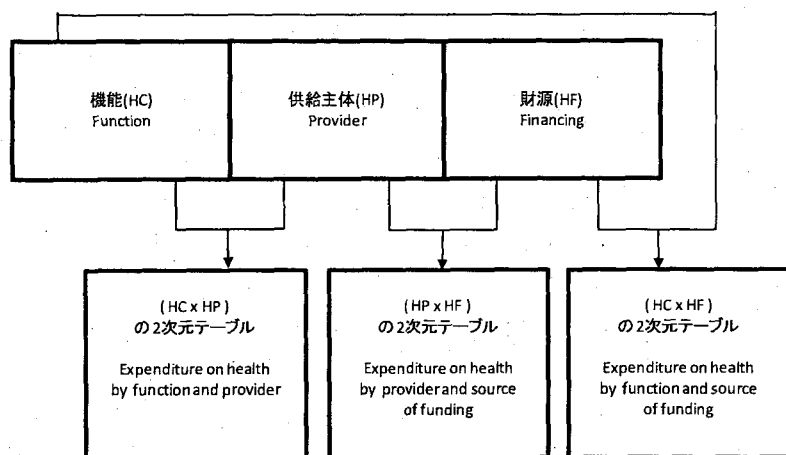 機能(HC)
Function
供給主体(HP)
Provider
財源(HF)
Financing
( HC x HP )
の2次元テーブル
Expenditure on health
by function and provider
( HP x HF )
の2次元テーブル
Expenditure on health
by provider and source
of funding
( HC x HF )
の2次元テーブル
Expenditure on health
by function and source
of funding